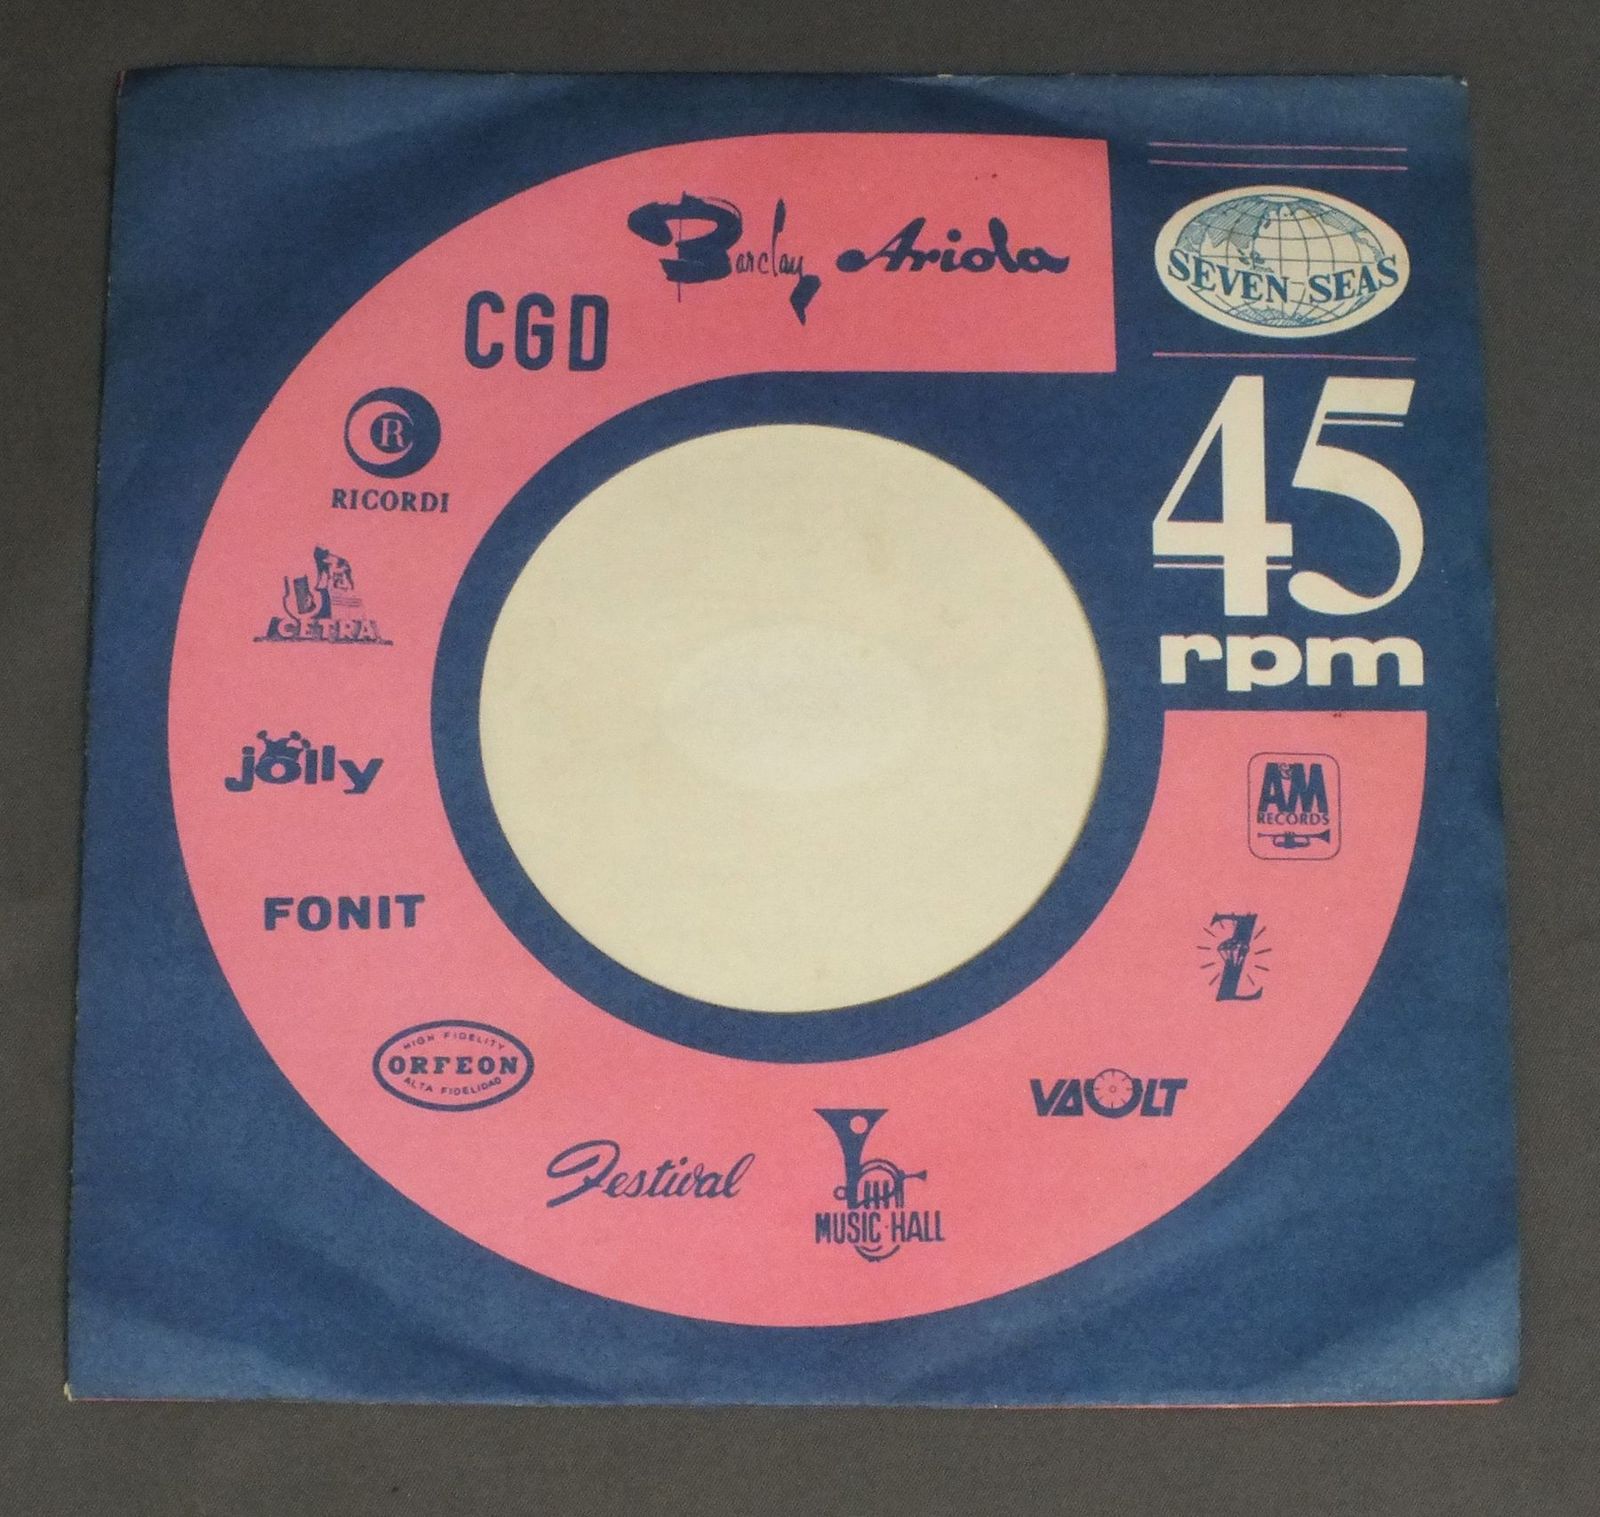 Barclay
Ariola
CGD
R
RICORDI
CETRA
jolly
FONIT
HIGH FIDELITY
ORFEON
ALTA FIDELIDAD
Festival
MUSIC HALL
VAULT
Z
A&M
RECORDS
SEVEN SEAS
45
rpm